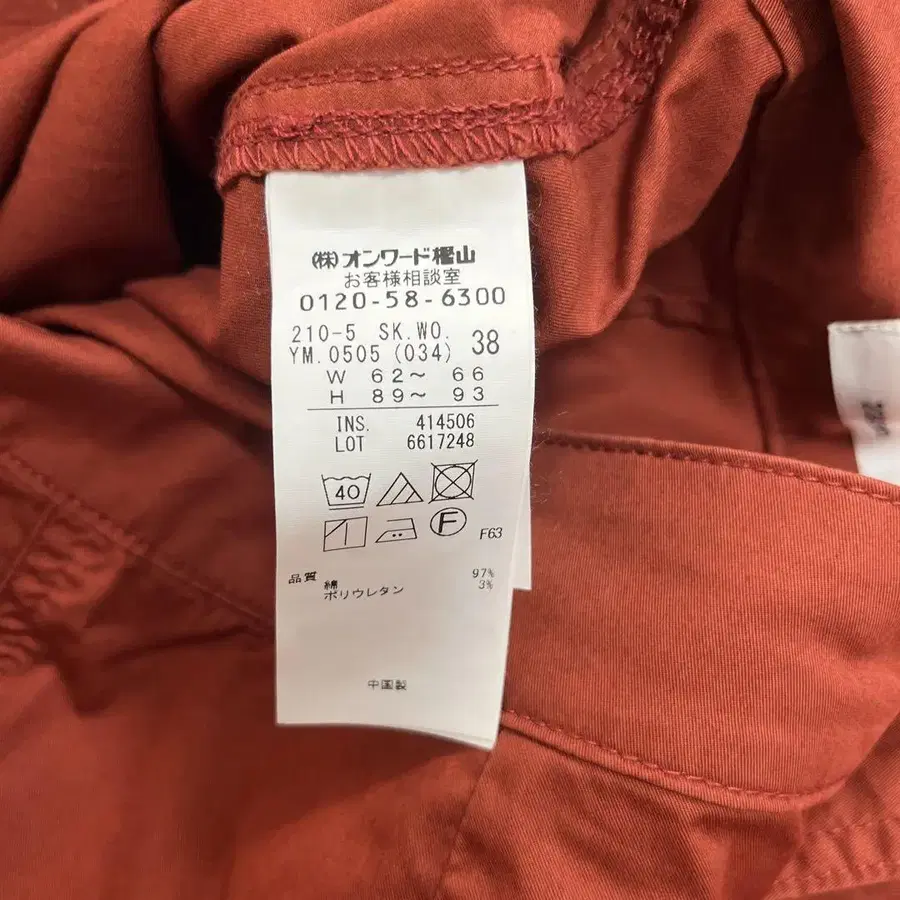 (株)オンワード樫山
お客様相談室
0120-58-6300
210-5 SK.WO.
YM.0505 (034) 38
W 62～ 66
H 89～ 93
INS. 414506
LOT 6617248
40
F F63
品質 綿 97%
ポリウレタン 3%
中国製